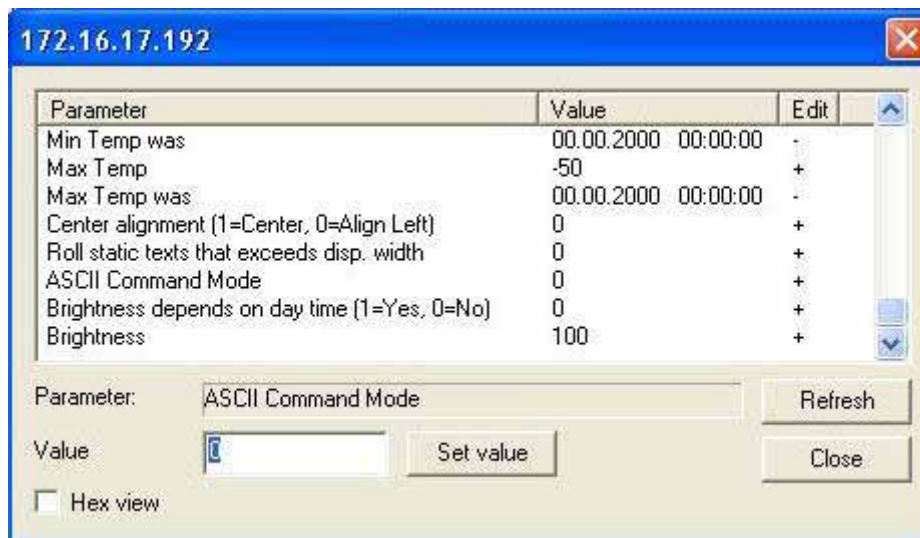 172.16.17.192
Parameter Value Edit
Min Temp was 00.00.2000 00:00:00 -
Max Temp -50 +
Max Temp was 00.00.2000 00:00:00 -
Center alignment (1=Center, 0=Align Left) 0 +
Roll static texts that exceeds disp. width 0 +
ASCII Command Mode 0 +
Brightness depends on day time (1=Yes, 0=No) 0 +
Brightness 100 +
Parameter: ASCII Command Mode Refresh
Value 0 Set value Close
Hex view